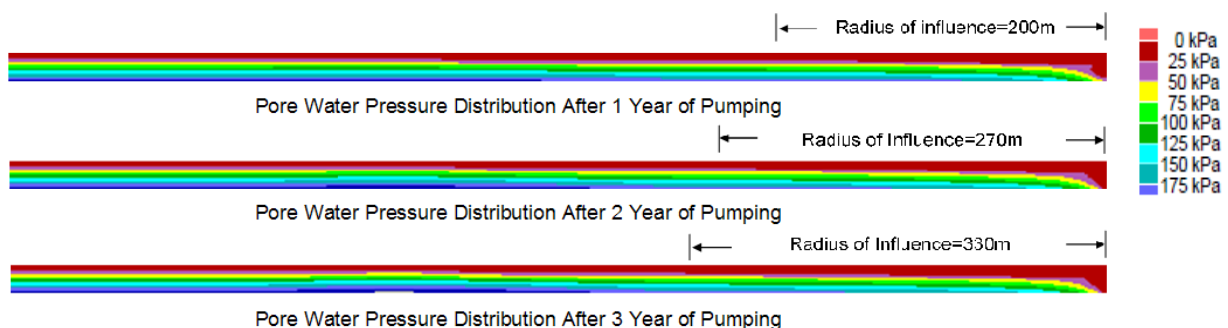 Radius of influence=200m
Pore Water Pressure Distribution After 1 Year of Pumping
Radius of Influence=270m
Pore Water Pressure Distribution After 2 Year of Pumping
Radius of Influence=330m
Pore Water Pressure Distribution After 3 Year of Pumping
0 kPa
25 kPa
50 kPa
75 kPa
100 kPa
125 kPa
150 kPa
175 kPa